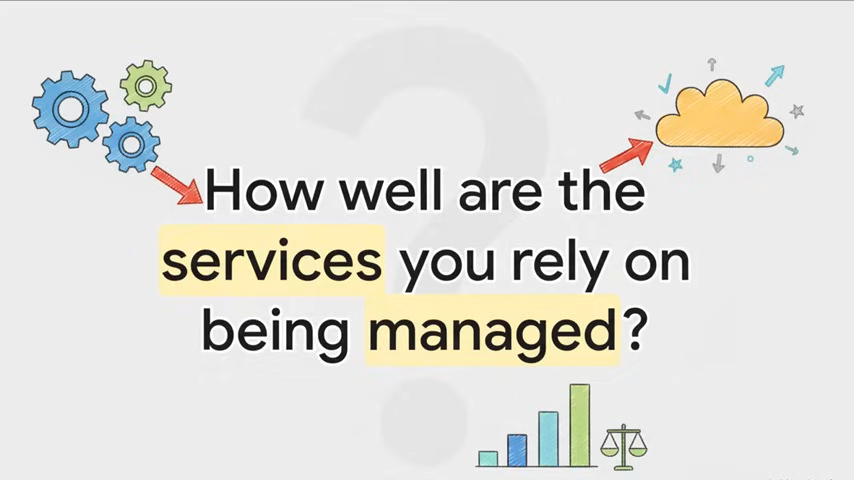 How well are the
services you rely on
being managed?